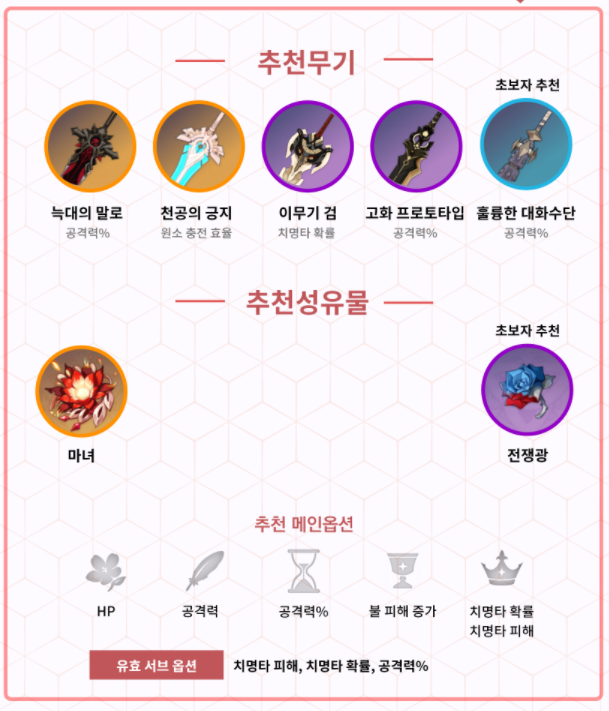 추천무기
초보자 추천
늑대의 말로
천공의 긍지
이무기 검
고화 프로토타입
훌륭한 대화수단
공격력%
원소 충전 효율
치명타 확률
공격력%
공격력%
추천성유물
초보자 추천
마녀
전쟁광
추천 메인옵션
HP
공격력
공격력%
불 피해 증가
치명타 확률
치명타 피해
유효 서브 옵션
치명타 피해, 치명타 확률, 공격력%